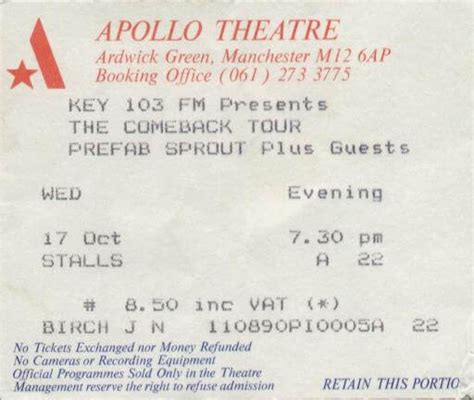 APOLLO THEATRE
Ardwick Green, Manchester M12 6AP
Booking Office (061) 273 3775
KEY 103 FM Presents
THE COMEBACK TOUR
PREFAB SPROUT Plus Guests
WED Evening
17 Oct 7.30 pm
STALLS A 22
# 8.50 inc VAT (*)
BIRCH J N 110890PI0005A 22
No Tickets Exchanged nor Money Refunded
No Cameras or Recording Equipment
Official Programmes Sold Only in the Theatre
Management reserve the right to refuse admission RETAIN THIS PORTIO